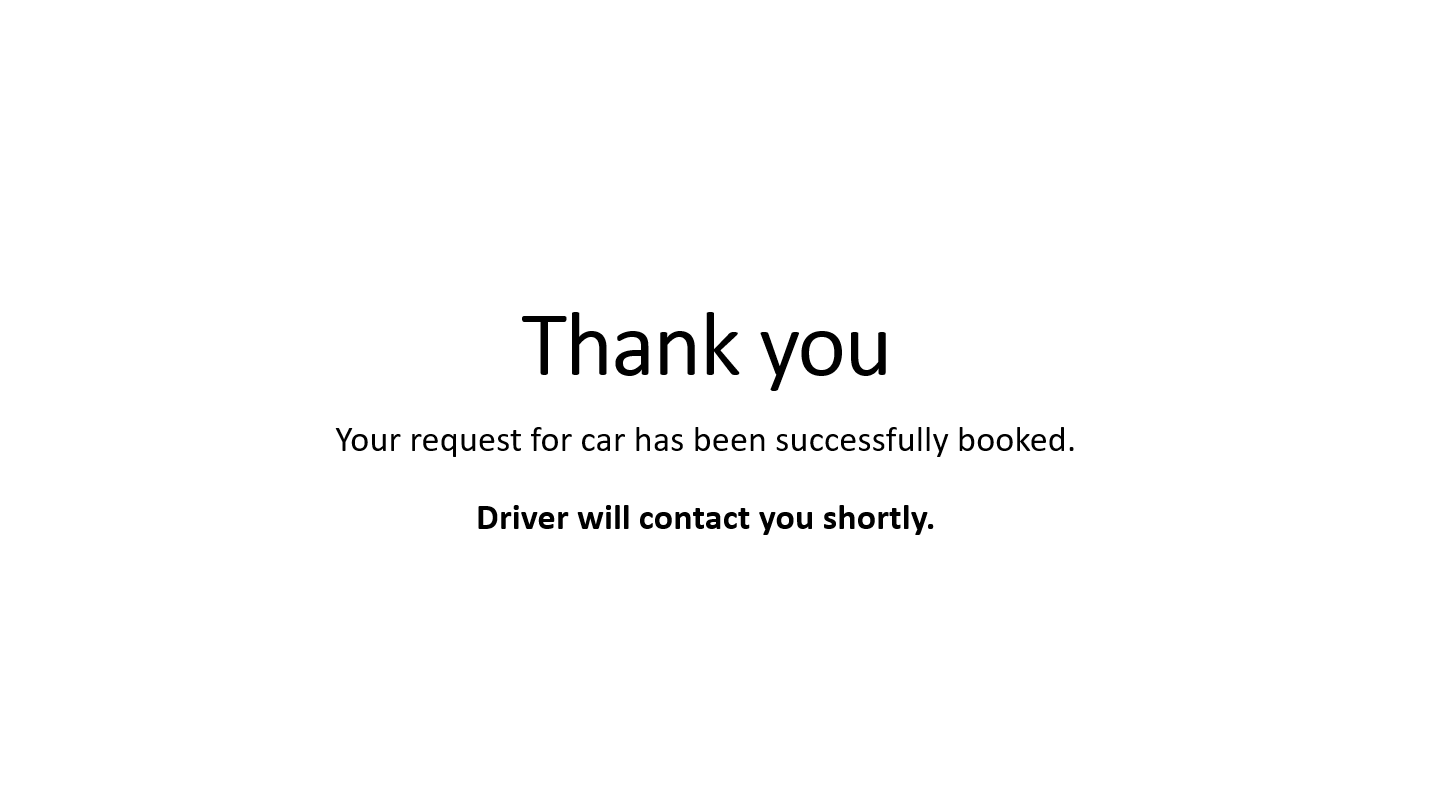 Thank you
Your request for car has been successfully booked.
Driver will contact you shortly.